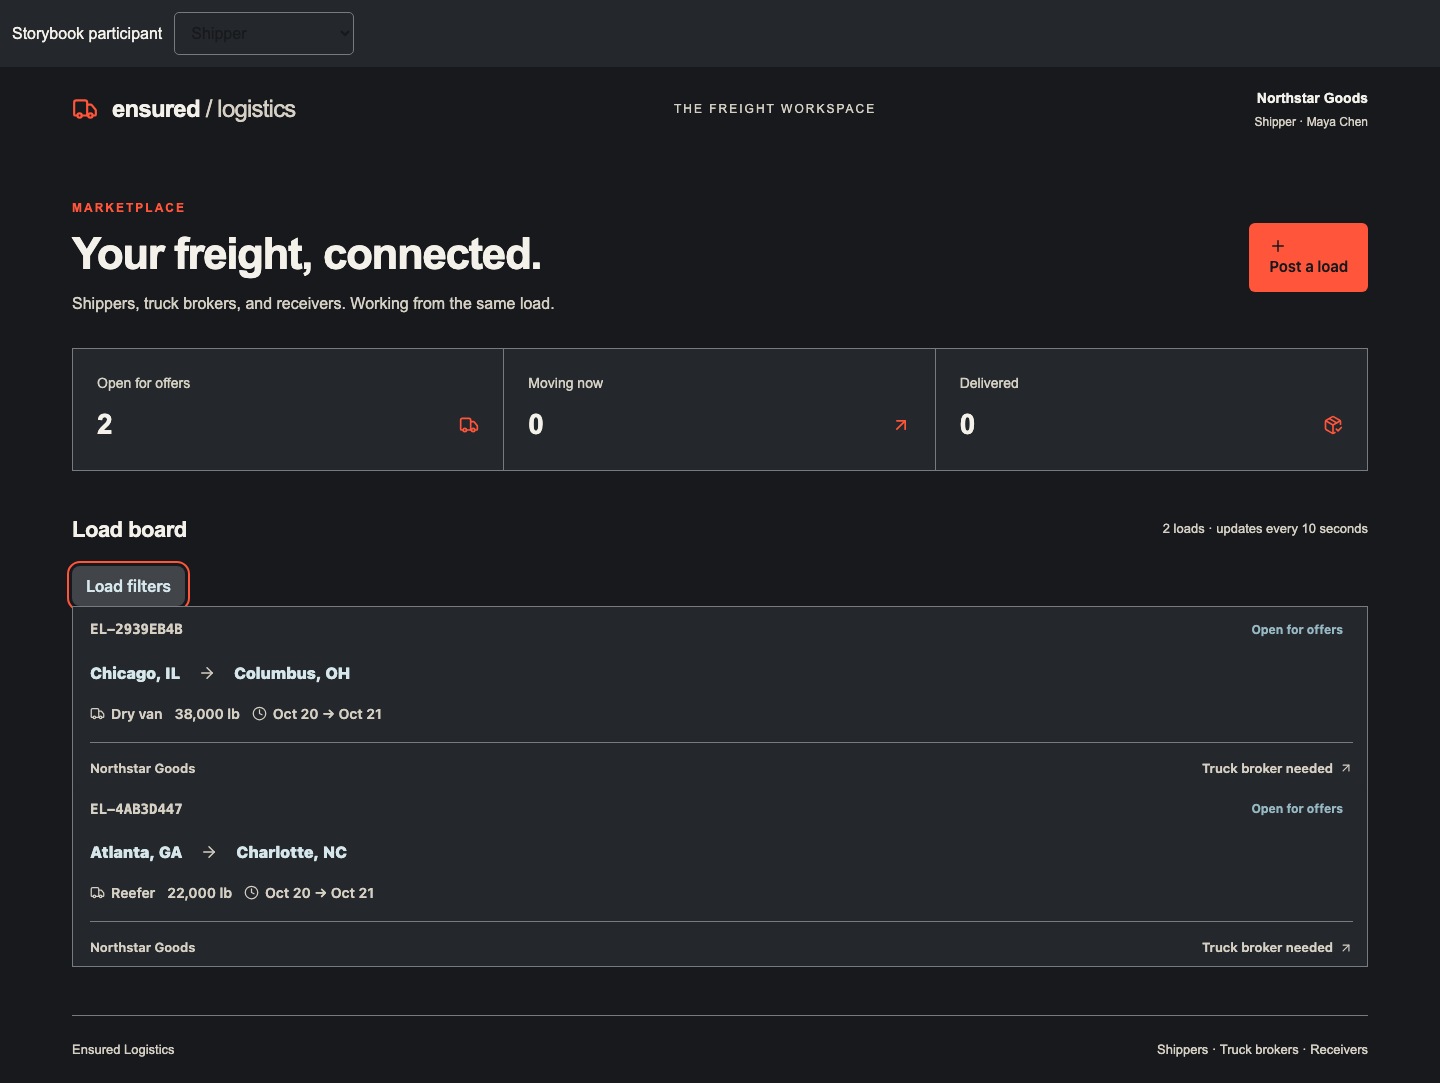 Storybook participant Shipper
ensured / logistics
THE FREIGHT WORKSPACE
Northstar Goods
Shipper · Maya Chen
MARKETPLACE
Your freight, connected.
Shippers, truck brokers, and receivers. Working from the same load.
Post a load
Open for offers
2
Moving now
0
Delivered
0
Load board
2 loads · updates every 10 seconds
Load filters
EL–2939EB4B
Open for offers
Chicago, IL → Columbus, OH
Dry van 38,000 lb Oct 20 → Oct 21
Northstar Goods
Truck broker needed
EL–4AB3D447
Open for offers
Atlanta, GA → Charlotte, NC
Reefer 22,000 lb Oct 20 → Oct 21
Northstar Goods
Truck broker needed
Ensured Logistics
Shippers · Truck brokers · Receivers